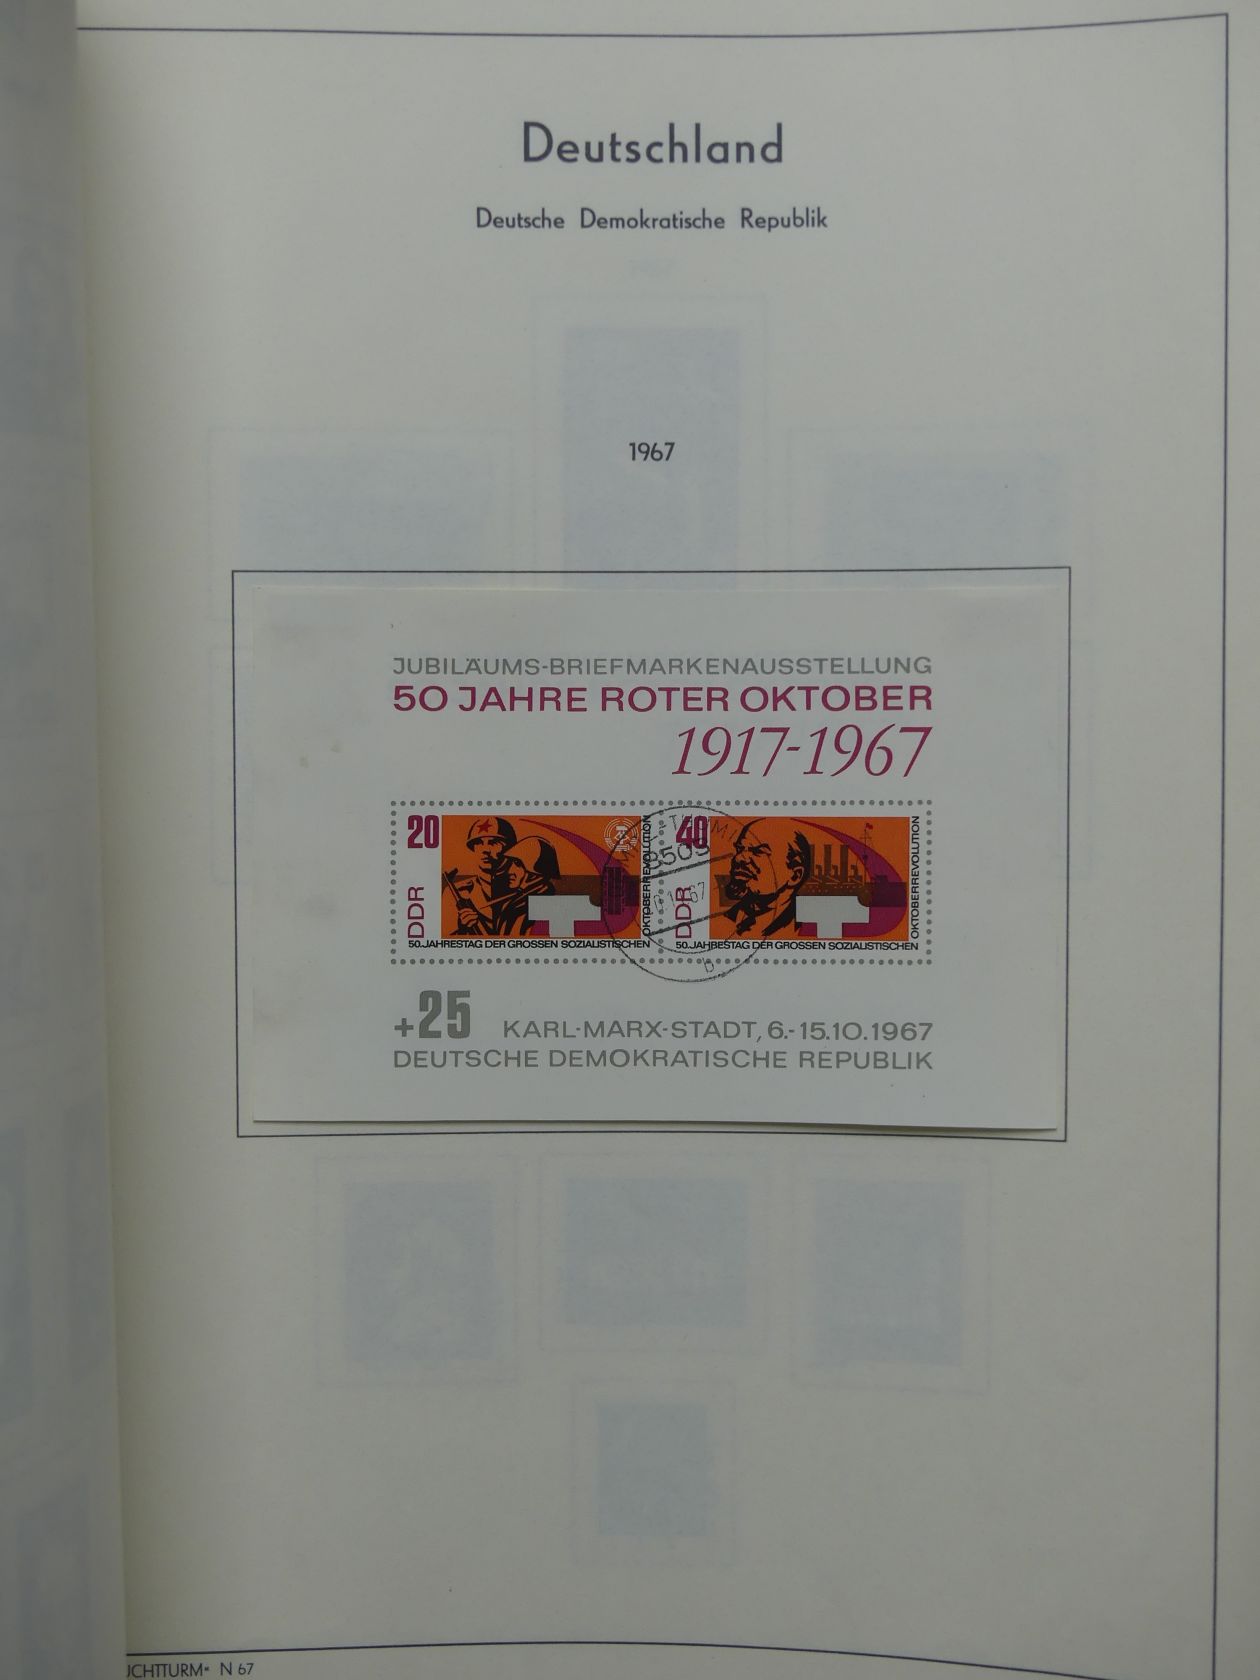 Deutschland
Deutsche Demokratische Republik
1967
JUBILÄUMS-BRIEFMARKENAUSSTELLUNG
50 JAHRE ROTER OKTOBER
1917-1967
20
DDR
50.JAHRESTAG DER GROSSEN SOZIALISTISCHEN
OKTOBERREVOLUTION
40
DDR
50.JAHRESTAG DER GROSSEN SOZIALISTISCHEN
OKTOBERREVOLUTION
b
+25 KARL-MARX-STADT, 6.-15.10.1967
DEUTSCHE DEMOKRATISCHE REPUBLIK
UCHTTURM" N 67